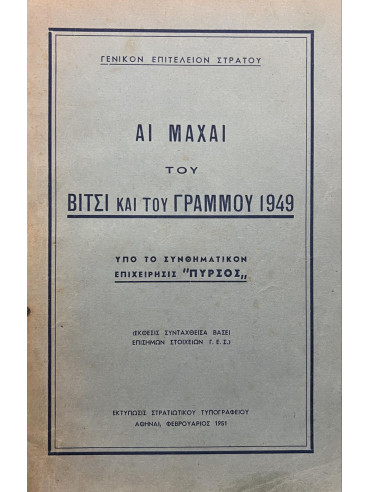 ΓΕΝΙΚΟΝ ΕΠΙΤΕΛΕΙΟΝ ΣΤΡΑΤΟΥ
ΑΙ ΜΑΧΑΙ
ΤΟΥ
ΒΙΤΣΙ ΚΑΙ ΤΟΥ ΓΡΑΜΜΟΥ 1949
ΥΠΟ ΤΟ ΣΥΝΘΗΜΑΤΙΚΟΝ
ΕΠΙΧΕΙΡΗΣΙΣ "ΠΥΡΣΟΣ„
(ΕΚΘΕΣΙΣ ΣΥΝΤΑΧΘΕΙΣΑ ΒΑΣΕΙ
ΕΠΙΣΗΜΩΝ ΣΤΟΙΧΕΙΩΝ Γ.Ε.Σ.)
ΕΚΤΥΠΩΣΙΣ ΣΤΡΑΤΙΩΤΙΚΟΥ ΤΥΠΟΓΡΑΦΕΙΟΥ
ΑΘΗΝΑΙ, ΦΕΒΡΟΥΑΡΙΟΣ 1951